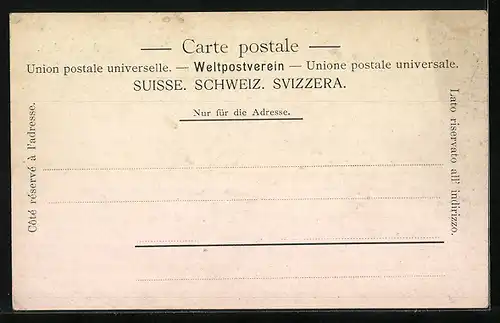 — Carte postale —
Union postale universelle. — Weltpostverein — Unione postale universale.
SUISSE. SCHWEIZ. SVIZZERA.
Nur für die Adresse.
Côté réservé à l'adresse.
Lato riservato all' indirizzo.